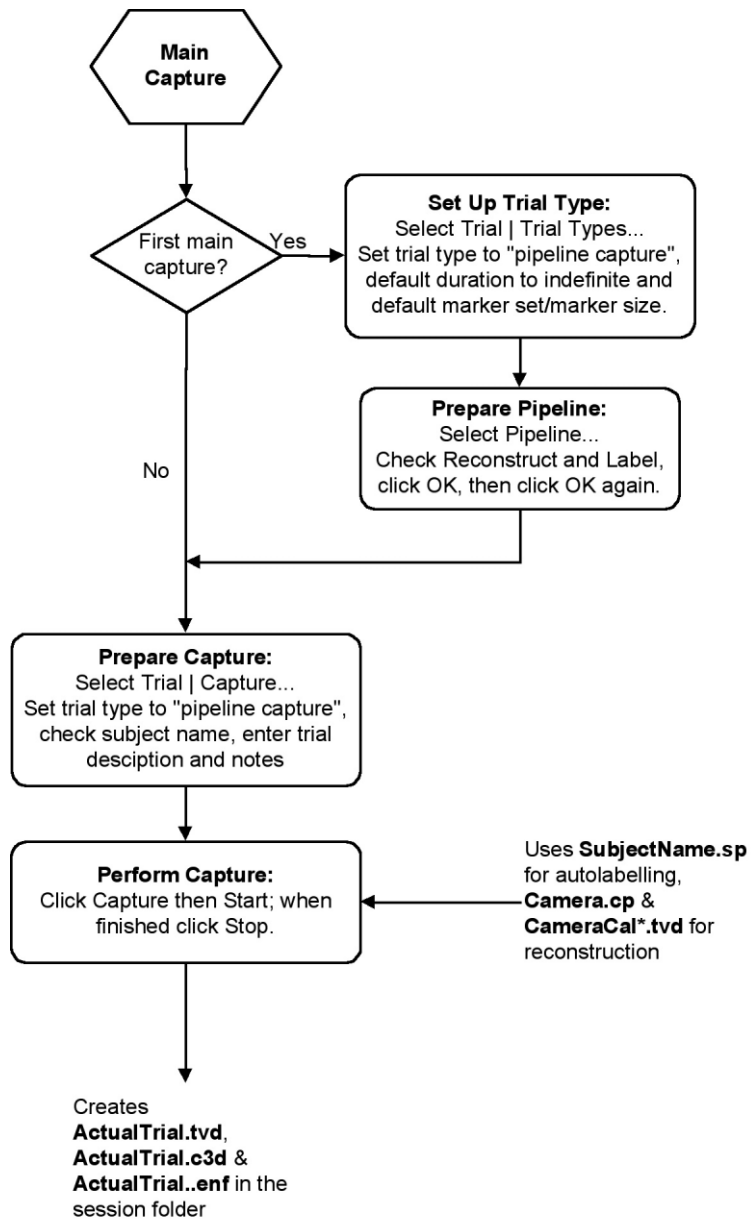 Main
Capture
First main
capture?
Yes
Set Up Trial Type:
Select Trial | Trial Types...
Set trial type to "pipeline capture",
default duration to indefinite and
default marker set/marker size.
Prepare Pipeline:
Select Pipeline...
Check Reconstruct and Label,
click OK, then click OK again.
No
Prepare Capture:
Select Trial | Capture...
Set trial type to "pipeline capture",
check subject name, enter trial
desciption and notes
Perform Capture:
Click Capture then Start; when
finished click Stop.
Uses SubjectName.sp
for autolabelling,
Camera.cp &
CameraCal*.tvd for
reconstruction
Creates
ActualTrial.tvd,
ActualTrial.c3d &
ActualTrial..enf in the
session folder